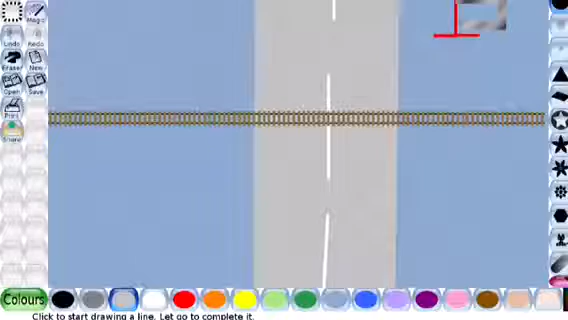 Magic
Undo
Redo
Eraser
New
Open
Save
Print
Colours
Click to start drawing a line. Let go to complete it.